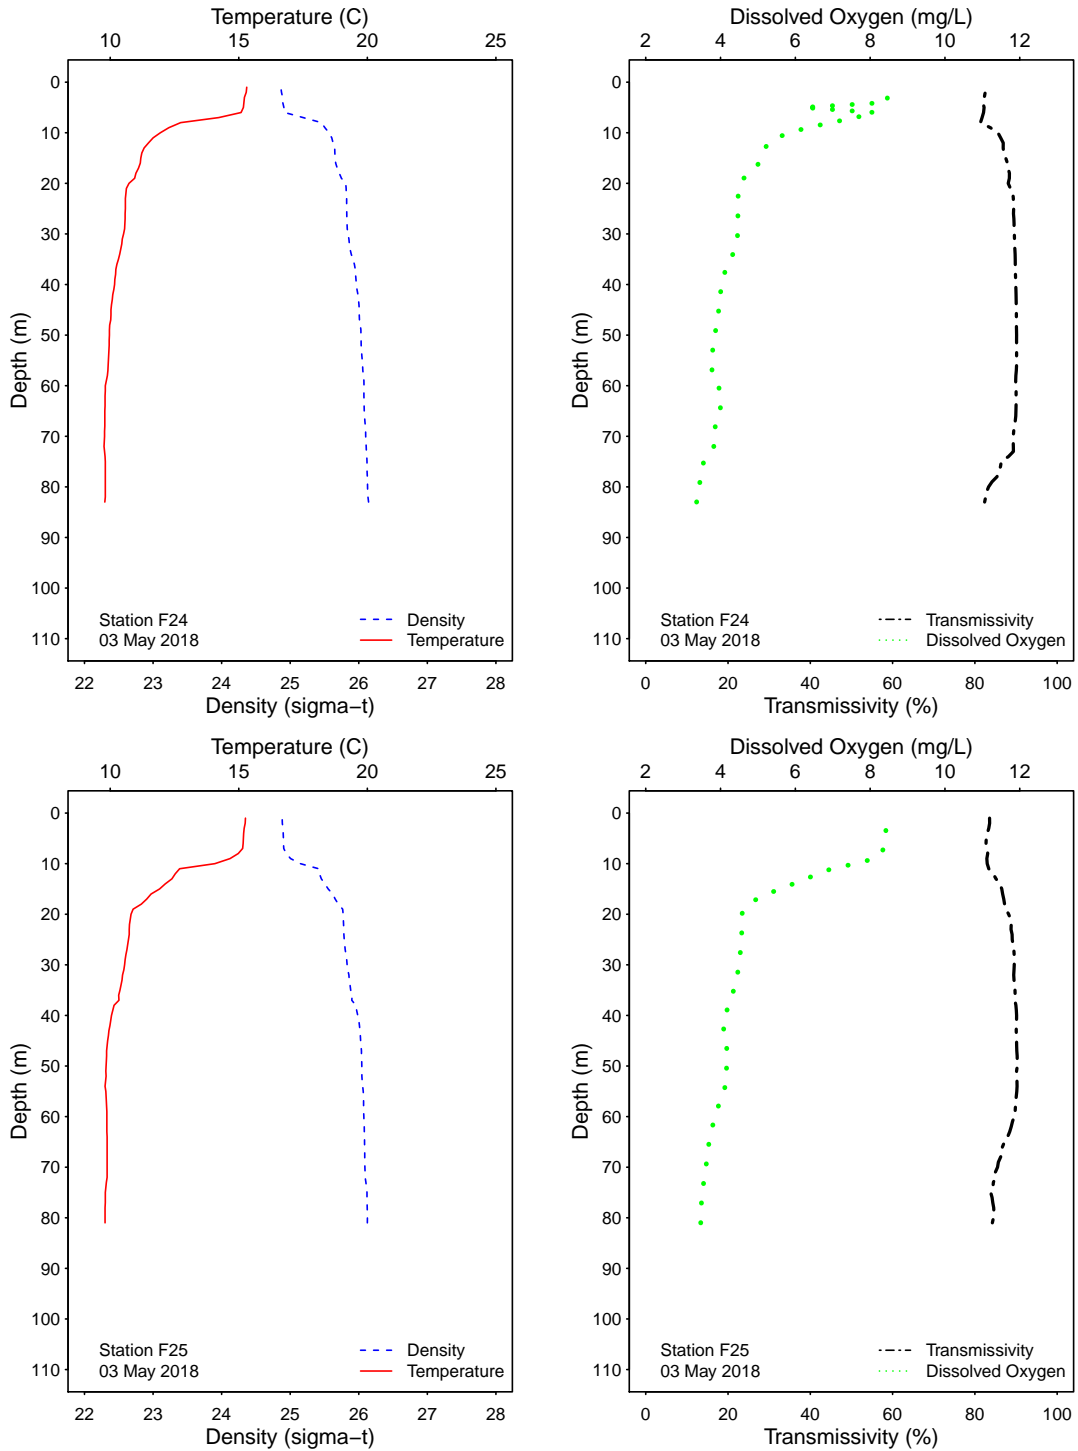 Temperature (C)
10 15 20 25
0
10
20
30
40
50
60
70
80
90
100
110
Depth (m)
Station F24
03 May 2018
Density
Temperature
22 23 24 25 26 27 28
Density (sigma−t)
Dissolved Oxygen (mg/L)
2 4 6 8 10 12
0
10
20
30
40
50
60
70
80
90
100
110
Depth (m)
Station F24
03 May 2018
Transmissivity
Dissolved Oxygen
0 20 40 60 80 100
Transmissivity (%)
Temperature (C)
10 15 20 25
0
10
20
30
40
50
60
70
80
90
100
110
Depth (m)
Station F25
03 May 2018
Density
Temperature
22 23 24 25 26 27 28
Density (sigma−t)
Dissolved Oxygen (mg/L)
2 4 6 8 10 12
0
10
20
30
40
50
60
70
80
90
100
110
Depth (m)
Station F25
03 May 2018
Transmissivity
Dissolved Oxygen
0 20 40 60 80 100
Transmissivity (%)